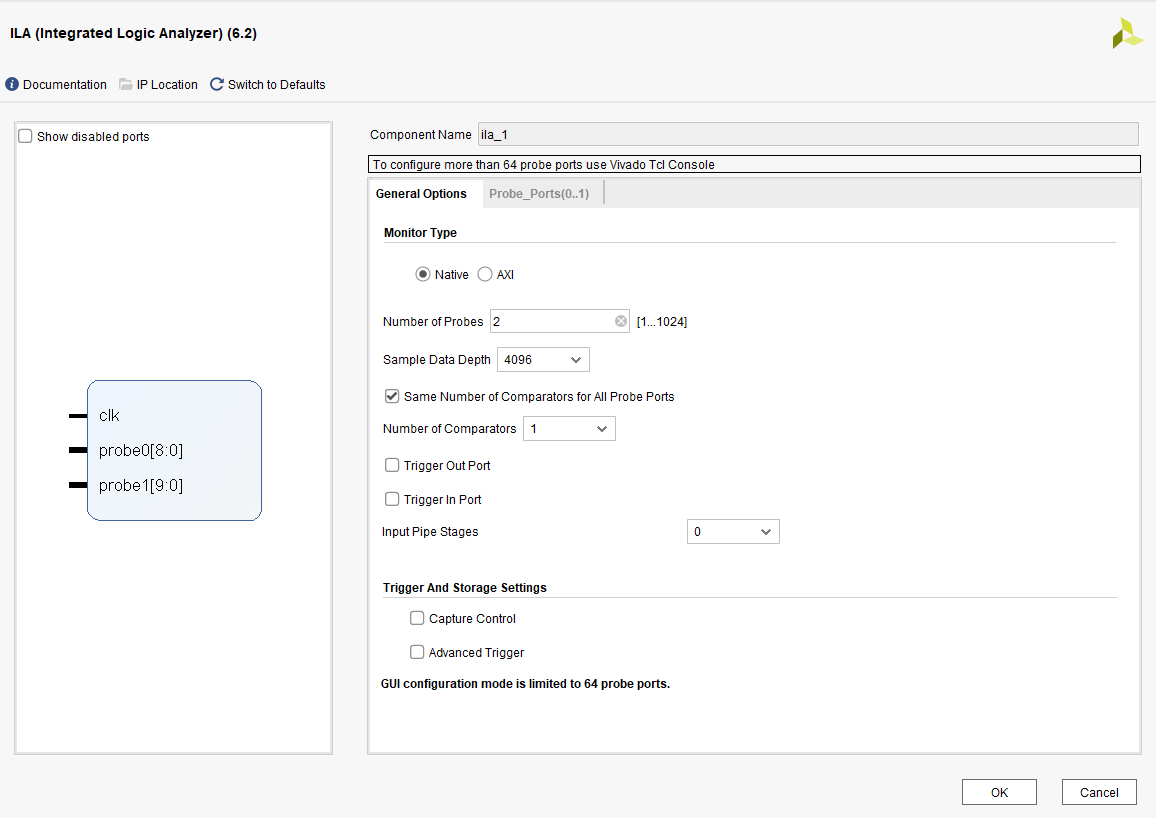 ILA (Integrated Logic Analyzer) (6.2)
Documentation IP Location Switch to Defaults
Show disabled ports
clk
probe0[8:0]
probe1[9:0]
Component Name ila_1
To configure more than 64 probe ports use Vivado Tcl Console
General Options Probe_Ports(0..1)
Monitor Type
Native AXI
Number of Probes 2 [1...1024]
Sample Data Depth 4096
Same Number of Comparators for All Probe Ports
Number of Comparators 1
Trigger Out Port
Trigger In Port
Input Pipe Stages 0
Trigger And Storage Settings
Capture Control
Advanced Trigger
GUI configuration mode is limited to 64 probe ports.
OK Cancel